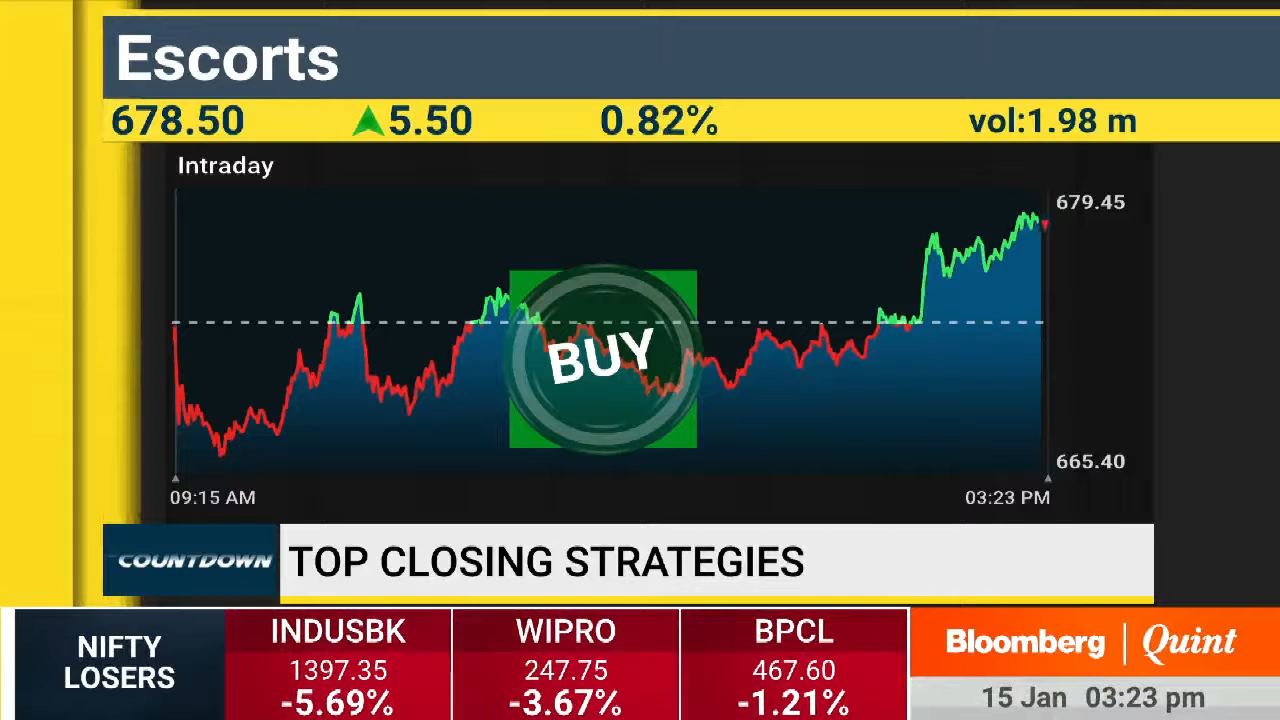 Escorts
678.50 ▲5.50 0.82% vol:1.98 m
Intraday
679.45
BUY
665.40
09:15 AM 03:23 PM
COUNTDOWN TOP CLOSING STRATEGIES
NIFTY LOSERS
INDUSBK
1397.35
-5.69%
WIPRO
247.75
-3.67%
BPCL
467.60
-1.21%
Bloomberg | Quint
15 Jan 03:23 pm